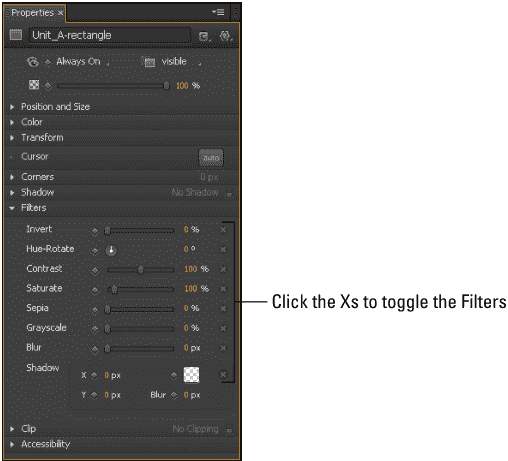 Properties ×
Unit_A-rectangle
Always On visible
100 %
Position and Size
Color
Transform
Cursor auto
Corners 0 px
Shadow No Shadow
Filters
Invert 0 %
Hue-Rotate 0 °
Contrast 100 %
Saturate 100 %
Sepia 0 %
Grayscale 0 %
Blur 0 px
Shadow
X 0 px
Y 0 px Blur 0 px
Clip No Clipping
Accessibility
Click the Xs to toggle the Filters